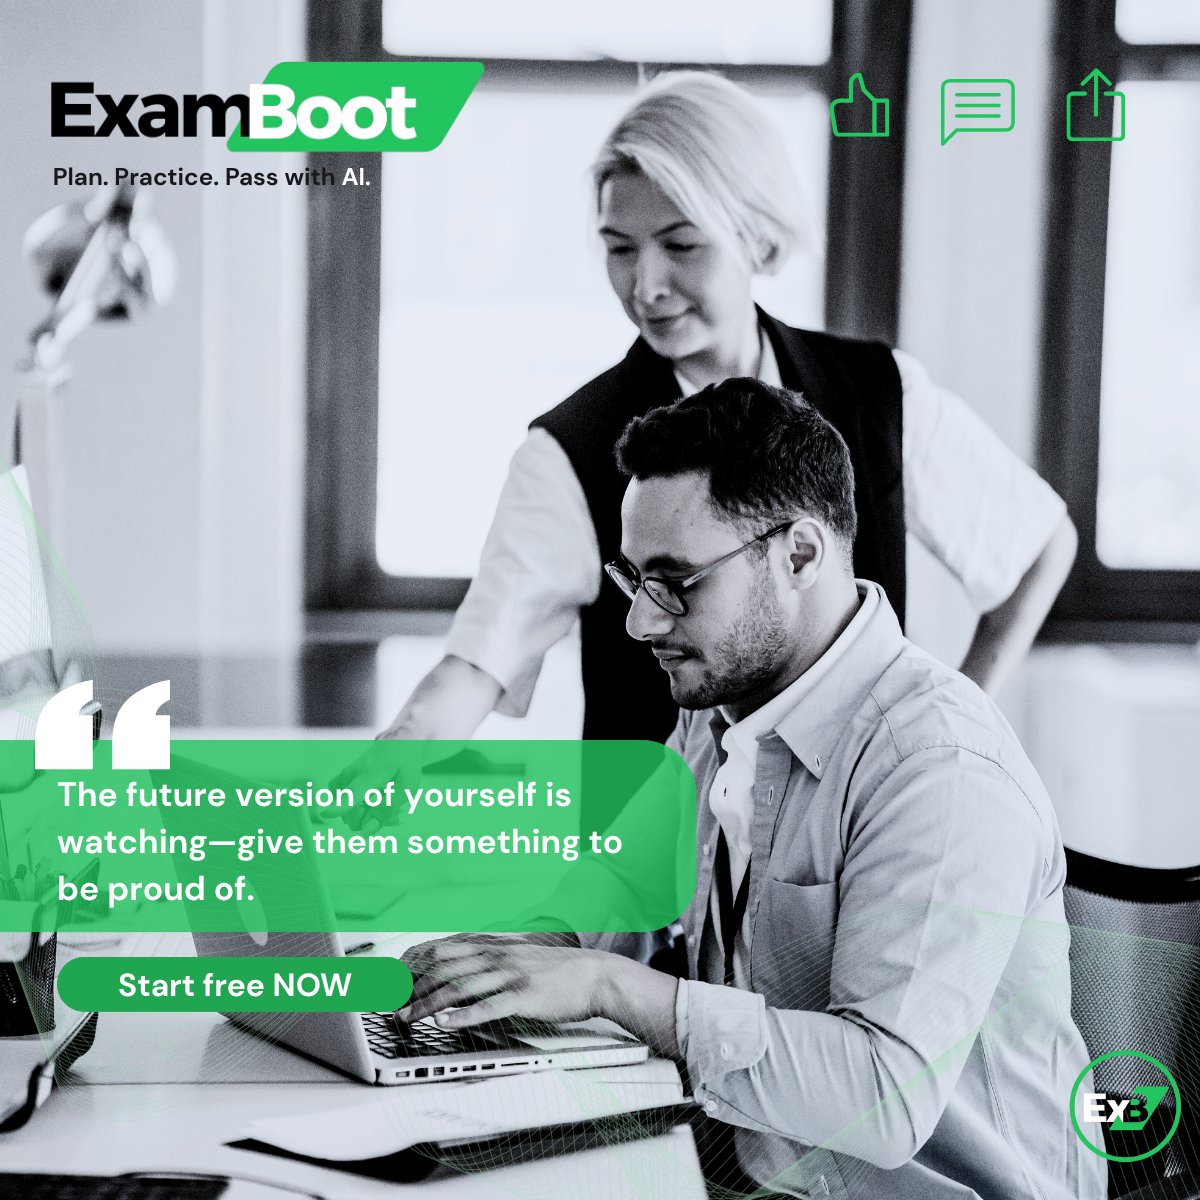 ExamBoot
Plan. Practice. Pass with AI.
The future version of yourself is
watching—give them something to
be proud of.
Start free NOW
ExB